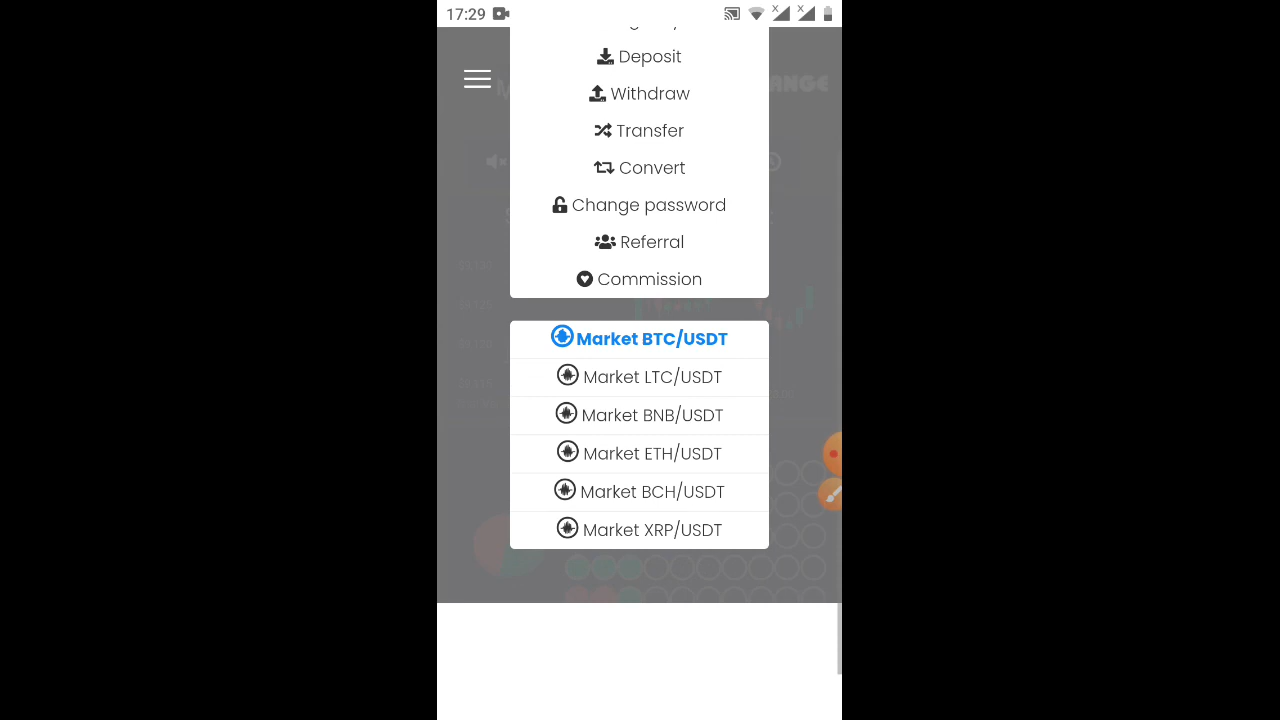 17:29
Deposit
ANGE
Withdraw
Transfer
Convert
Change password
Referral
Commission
Market BTC/USDT
Market LTC/USDT
Market BNB/USDT
Market ETH/USDT
Market BCH/USDT
Market XRP/USDT